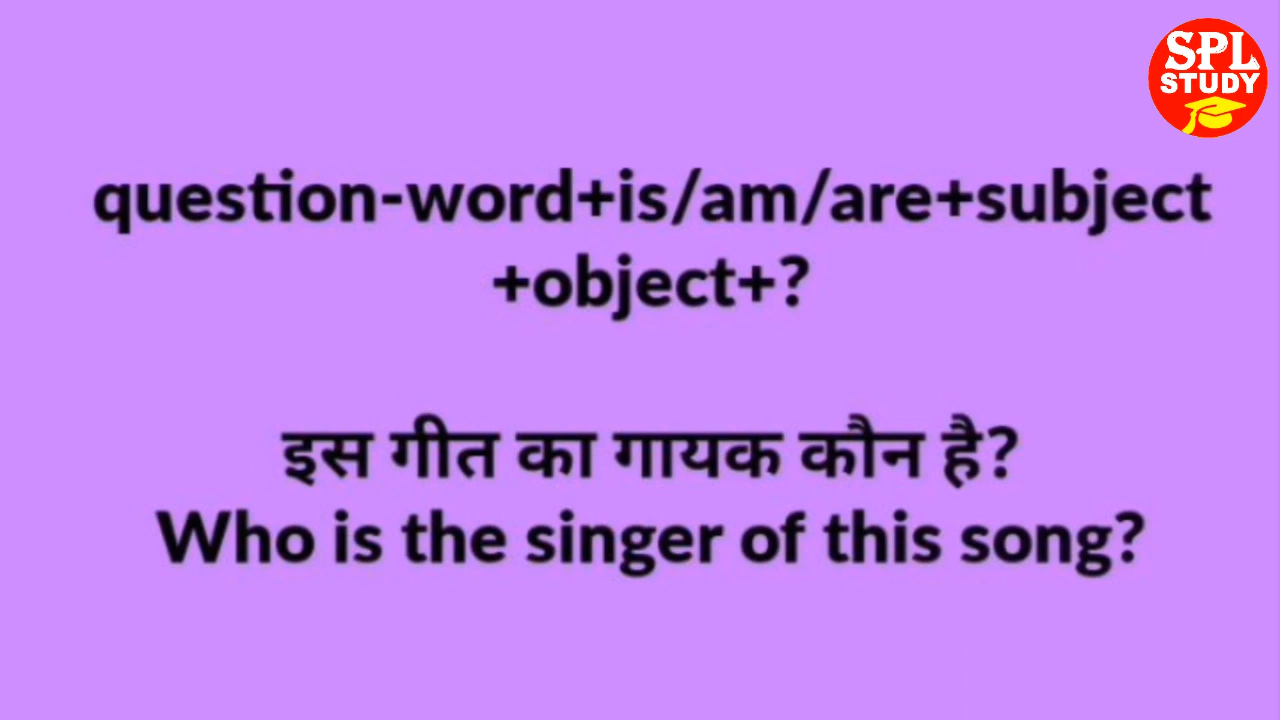 SPL
STUDY
question-word+is/am/are+subject
+object+?
इस गीत का गायक कौन है?
Who is the singer of this song?